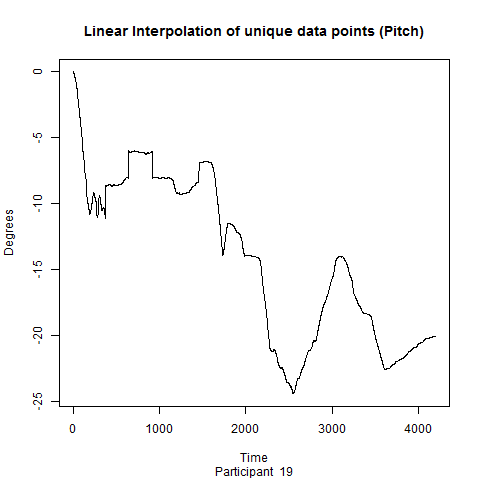 Linear Interpolation of unique data points (Pitch)
Degrees
0
-5
-10
-15
-20
-25
0 1000 2000 3000 4000
Time
Participant 19